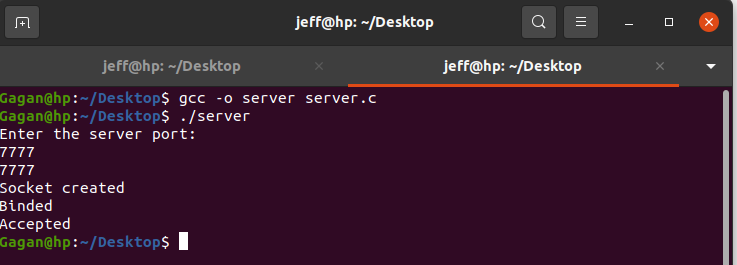 jeff@hp: ~/Desktop
jeff@hp: ~/Desktop
jeff@hp: ~/Desktop
Gagan@hp:~/Desktop$ gcc -o server server.c
Gagan@hp:~/Desktop$ ./server
Enter the server port:
7777
7777
Socket created
Binded
Accepted
Gagan@hp:~/Desktop$